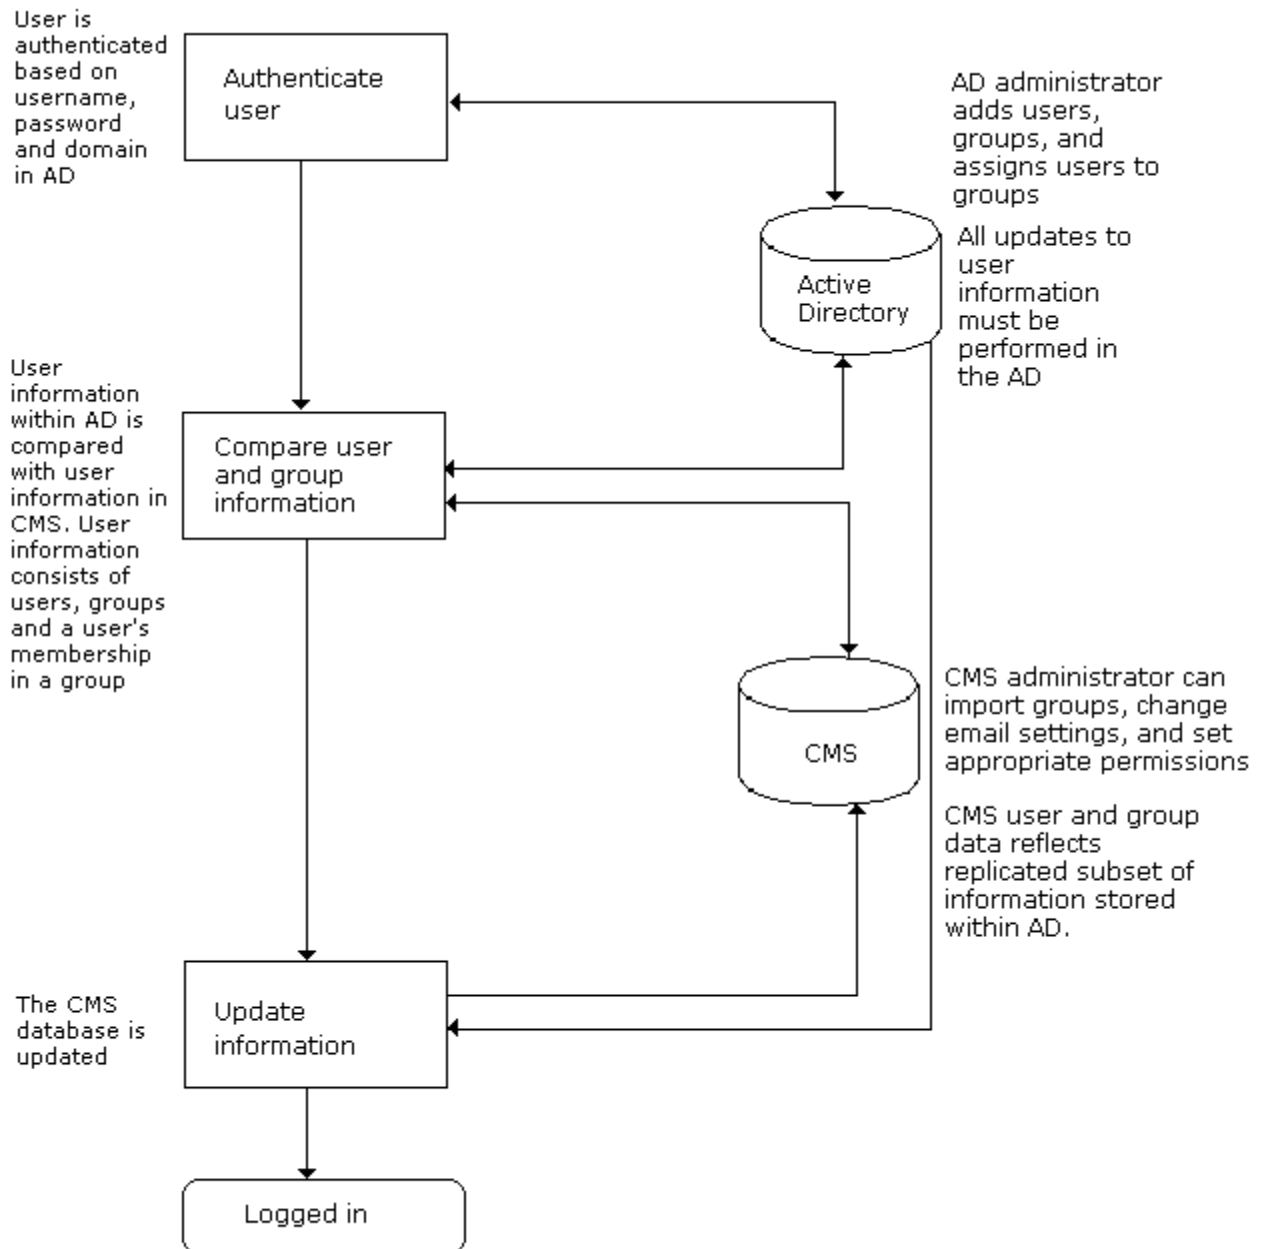 User is
authenticated
based on
username,
password
and domain
in AD
Authenticate
user
AD administrator
adds users,
groups, and
assigns users to
groups
All updates to
user
information
must be
performed in
the AD
Active
Directory
User
information
within AD is
compared
with user
information in
CMS. User
information
consists of
users, groups
and a user's
membership
in a group
Compare user
and group
information
CMS
CMS administrator can
import groups, change
email settings, and set
appropriate permissions
CMS user and group
data reflects
replicated subset of
information stored
within AD.
The CMS
database is
updated
Update
information
Logged in